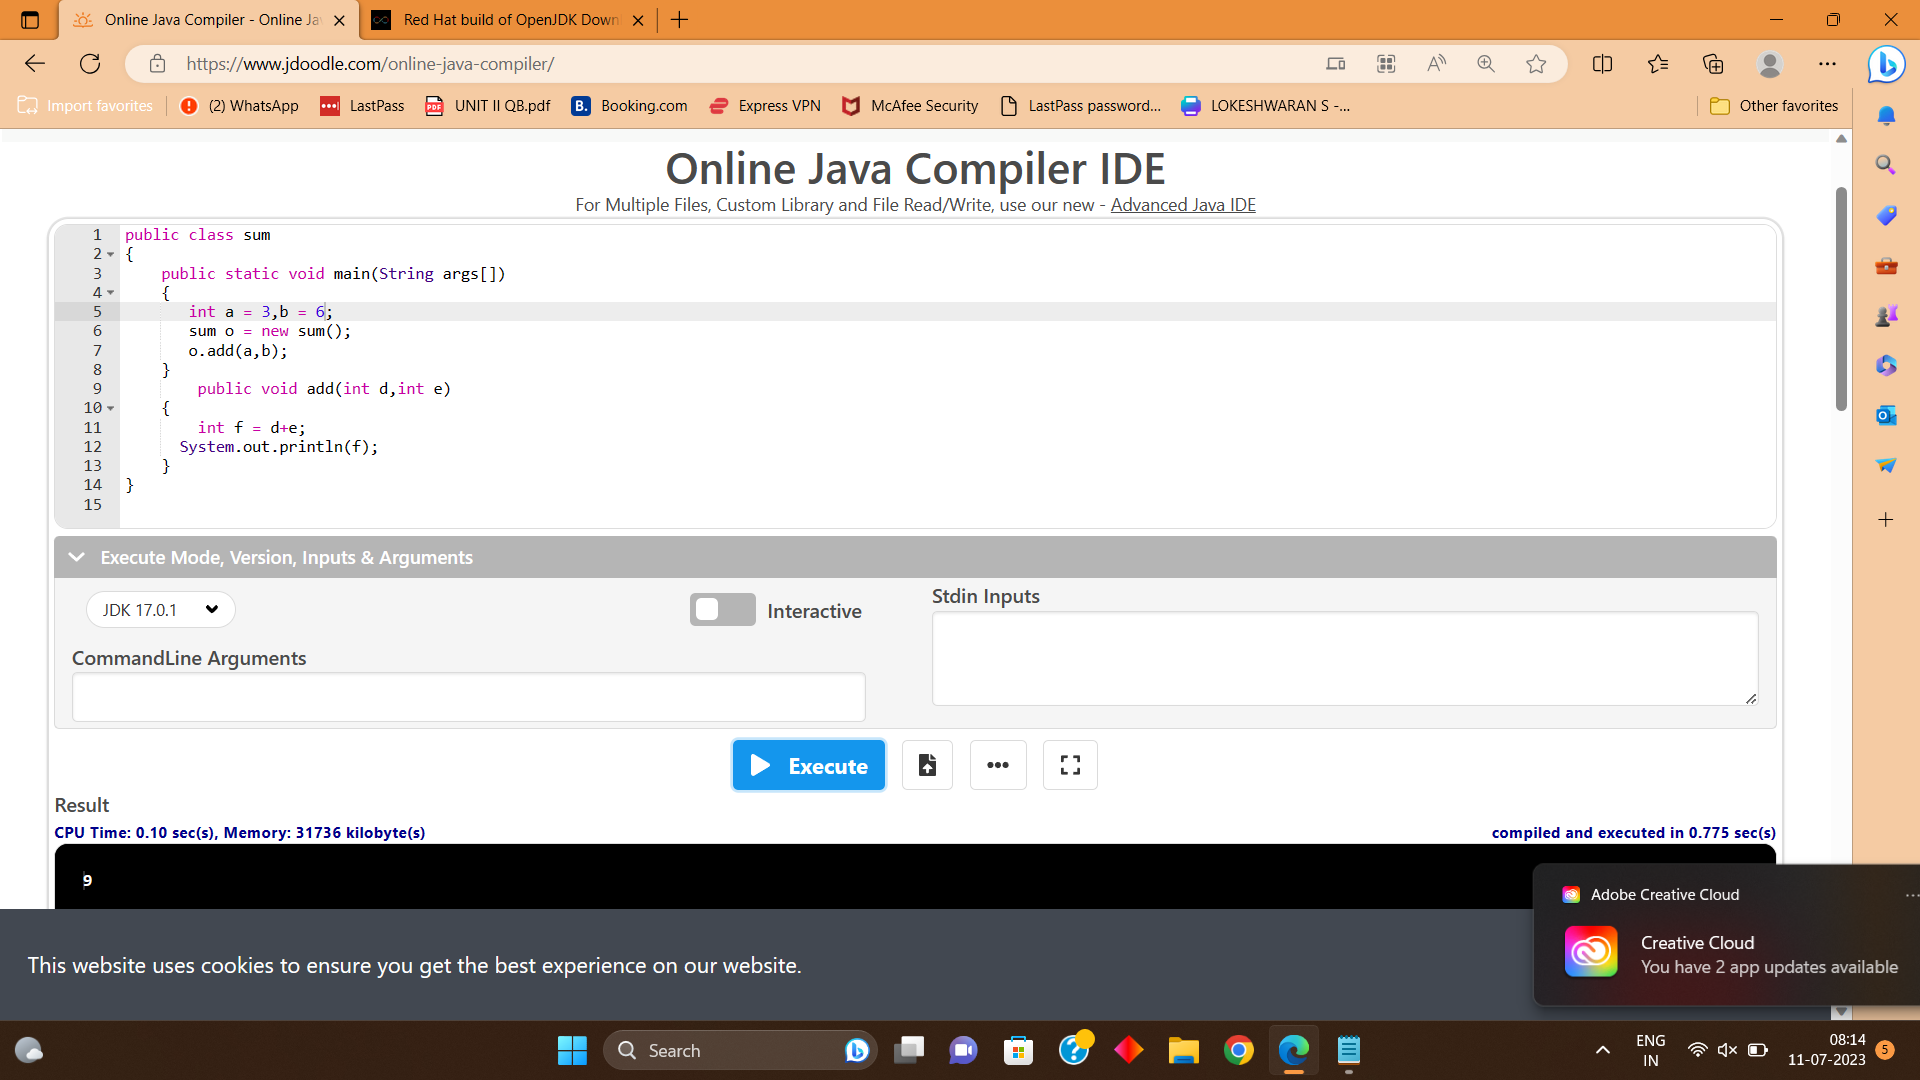 Online Java Compiler - Online Ja
Red Hat build of OpenJDK Down
https://www.jdoodle.com/online-java-compiler/
Import favorites
(2) WhatsApp
LastPass
UNIT II QB.pdf
Booking.com
Express VPN
McAfee Security
LastPass password...
LOKESHWARAN S -...
Other favorites
Online Java Compiler IDE
For Multiple Files, Custom Library and File Read/Write, use our new - Advanced Java IDE
1 public class sum
2 {
3 public static void main(String args[])
4 {
5 int a = 3,b = 6;
6 sum o = new sum();
7 o.add(a,b);
8 }
9 public void add(int d,int e)
10 {
11 int f = d+e;
12 System.out.println(f);
13 }
14 }
15
Execute Mode, Version, Inputs & Arguments
JDK 17.0.1
Interactive
Stdin Inputs
CommandLine Arguments
Execute
Result
CPU Time: 0.10 sec(s), Memory: 31736 kilobyte(s)
compiled and executed in 0.775 sec(s)
9
Adobe Creative Cloud
Creative Cloud
You have 2 app updates available
This website uses cookies to ensure you get the best experience on our website.
Search
ENG
IN
08:14
11-07-2023
5